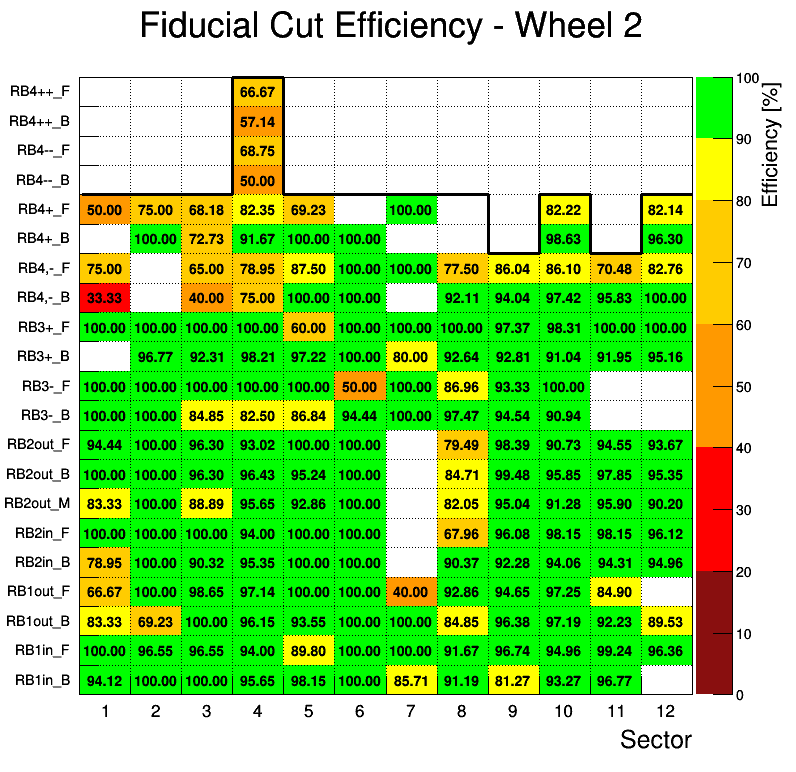 Fiducial Cut Efficiency - Wheel 2
RB4++_F 66.67
RB4++_B 57.14
RB4--_F 68.75
RB4--_B 50.00
RB4+_F 50.00 75.00 68.18 82.35 69.23 100.00 82.22 82.14
RB4+_B 100.00 72.73 91.67 100.00 100.00 98.63 96.30
RB4,-_F 75.00 65.00 78.95 87.50 100.00 100.00 77.50 86.04 86.10 70.48 82.76
RB4,-_B 33.33 40.00 75.00 100.00 100.00 92.11 94.04 97.42 95.83 100.00
RB3+_F 100.00 100.00 100.00 100.00 60.00 100.00 100.00 100.00 97.37 98.31 100.00 100.00
RB3+_B 96.77 92.31 98.21 97.22 100.00 80.00 92.64 92.81 91.04 91.95 95.16
RB3-_F 100.00 100.00 100.00 100.00 100.00 50.00 100.00 86.96 93.33 100.00
RB3-_B 100.00 100.00 84.85 82.50 86.84 94.44 100.00 97.47 94.54 90.94
RB2out_F 94.44 100.00 96.30 93.02 100.00 100.00 79.49 98.39 90.73 94.55 93.67
RB2out_B 100.00 100.00 96.30 96.43 95.24 100.00 84.71 99.48 95.85 97.85 95.35
RB2out_M 83.33 100.00 88.89 95.65 92.86 100.00 82.05 95.04 91.28 95.90 90.20
RB2in_F 100.00 100.00 100.00 94.00 100.00 100.00 67.96 96.08 98.15 98.15 96.12
RB2in_B 78.95 100.00 90.32 95.35 100.00 100.00 90.37 92.28 94.06 94.31 94.96
RB1out_F 66.67 100.00 98.65 97.14 100.00 100.00 40.00 92.86 94.65 97.25 84.90
RB1out_B 83.33 69.23 100.00 96.15 93.55 100.00 100.00 84.85 96.38 97.19 92.23 89.53
RB1in_F 100.00 96.55 96.55 94.00 89.80 100.00 100.00 91.67 96.74 94.96 99.24 96.36
RB1in_B 94.12 100.00 100.00 95.65 98.15 100.00 85.71 91.19 81.27 93.27 96.77
1 2 3 4 5 6 7 8 9 10 11 12
Sector
100
90
80
70
60
50
40
30
20
10
0
Efficiency [%]